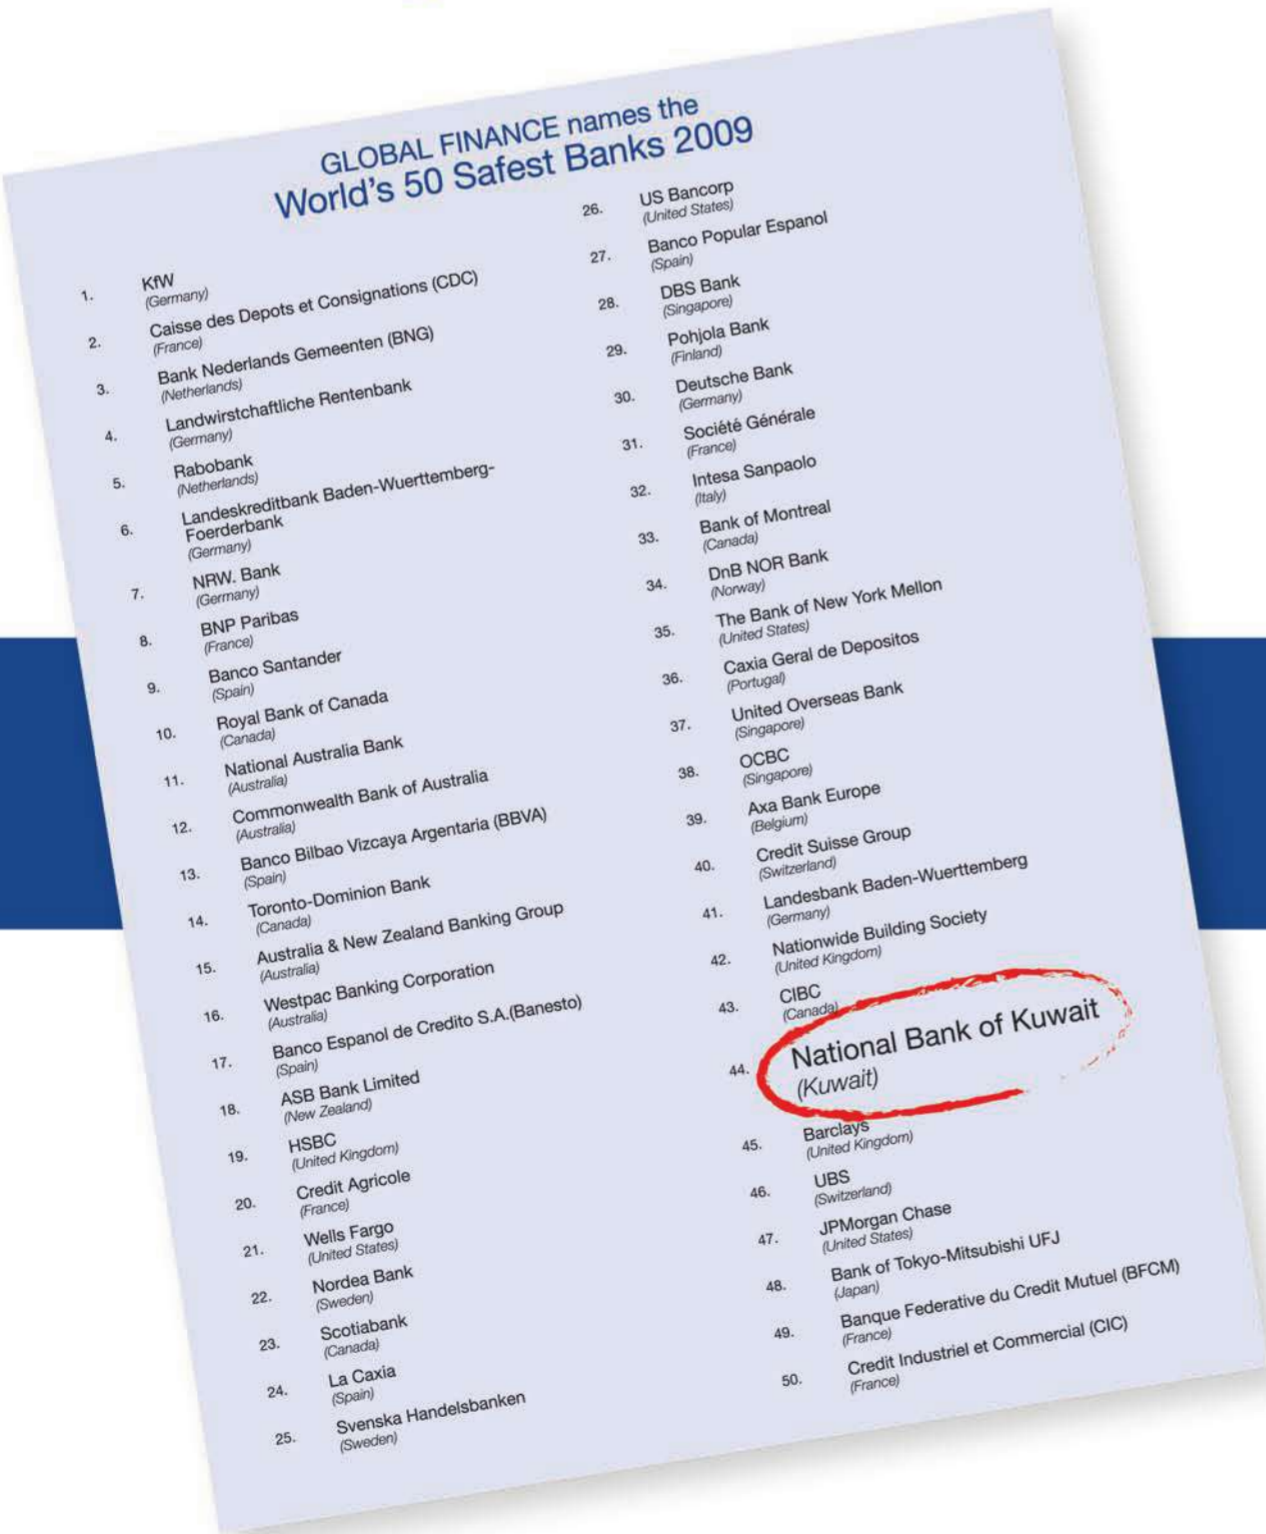 GLOBAL FINANCE names the
World's 50 Safest Banks 2009
1. KfW
(Germany)
2. Caisse des Depots et Consignations (CDC)
(France)
3. Bank Nederlands Gemeenten (BNG)
(Netherlands)
4. Landwirstchaftliche Rentenbank
(Germany)
5. Rabobank
(Netherlands)
6. Landeskreditbank Baden-Wuerttemberg-
Foerderbank
(Germany)
7. NRW. Bank
(Germany)
8. BNP Paribas
(France)
9. Banco Santander
(Spain)
10. Royal Bank of Canada
(Canada)
11. National Australia Bank
(Australia)
12. Commonwealth Bank of Australia
(Australia)
13. Banco Bilbao Vizcaya Argentaria (BBVA)
(Spain)
14. Toronto-Dominion Bank
(Canada)
15. Australia & New Zealand Banking Group
(Australia)
16. Westpac Banking Corporation
(Australia)
17. Banco Espanol de Credito S.A.(Banesto)
(Spain)
18. ASB Bank Limited
(New Zealand)
19. HSBC
(United Kingdom)
20. Credit Agricole
(France)
21. Wells Fargo
(United States)
22. Nordea Bank
(Sweden)
23. Scotiabank
(Canada)
24. La Caxia
(Spain)
25. Svenska Handelsbanken
(Sweden)
26. US Bancorp
(United States)
27. Banco Popular Espanol
(Spain)
28. DBS Bank
(Singapore)
29. Pohjola Bank
(Finland)
30. Deutsche Bank
(Germany)
31. Société Générale
(France)
32. Intesa Sanpaolo
(Italy)
33. Bank of Montreal
(Canada)
34. DnB NOR Bank
(Norway)
35. The Bank of New York Mellon
(United States)
36. Caxia Geral de Depositos
(Portugal)
37. United Overseas Bank
(Singapore)
38. OCBC
(Singapore)
39. Axa Bank Europe
(Belgium)
40. Credit Suisse Group
(Switzerland)
41. Landesbank Baden-Wuerttemberg
(Germany)
42. Nationwide Building Society
(United Kingdom)
43. CIBC
(Canada)
44. National Bank of Kuwait
(Kuwait)
45. Barclays
(United Kingdom)
46. UBS
(Switzerland)
47. JPMorgan Chase
(United States)
48. Bank of Tokyo-Mitsubishi UFJ
(Japan)
49. Banque Federative du Credit Mutuel (BFCM)
(France)
50. Credit Industriel et Commercial (CIC)
(France)